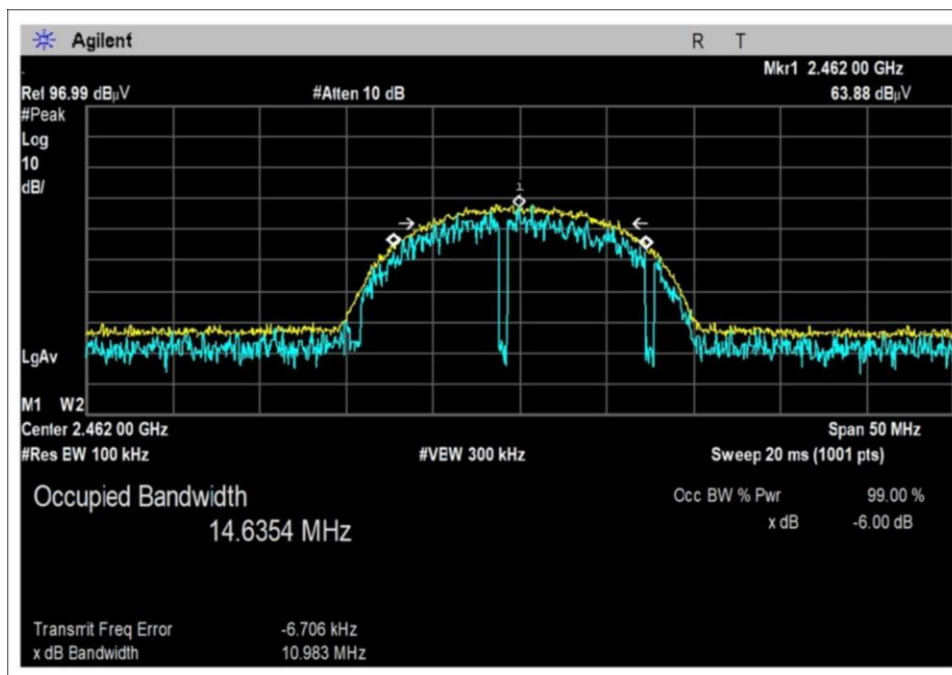 Agilent
R T
Mkr1 2.462 00 GHz
Ref 96.99 dBµV
#Atten 10 dB
63.88 dBµV
#Peak
Log
10
dB/
1
LgAv
M1 W2
Center 2.462 00 GHz
Span 50 MHz
#Res BW 100 kHz
#VBW 300 kHz
Sweep 20 ms (1001 pts)
Occupied Bandwidth
14.6354 MHz
Occ BW % Pwr 99.00 %
x dB -6.00 dB
Transmit Freq Error -6.706 kHz
x dB Bandwidth 10.983 MHz